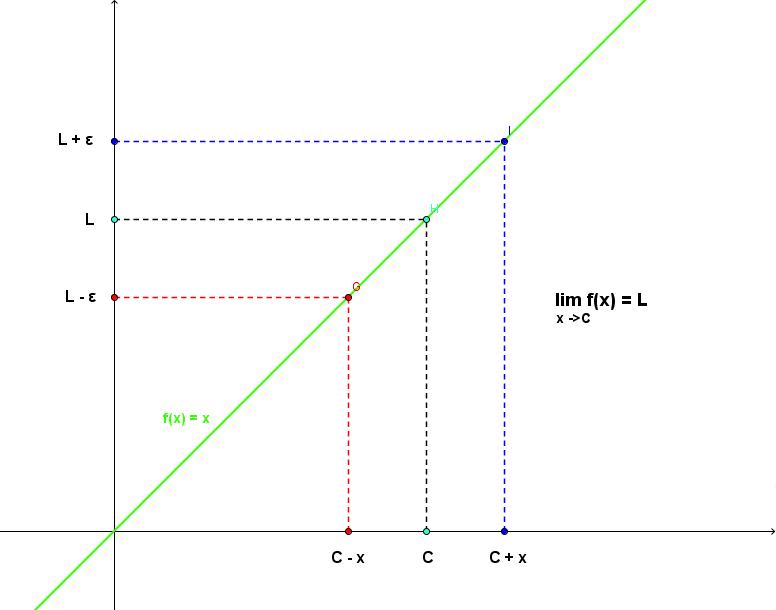 I
L + ε
H
L
G
L - ε
lim f(x) = L
x ->C
f(x) = x
C - x
C
C + x